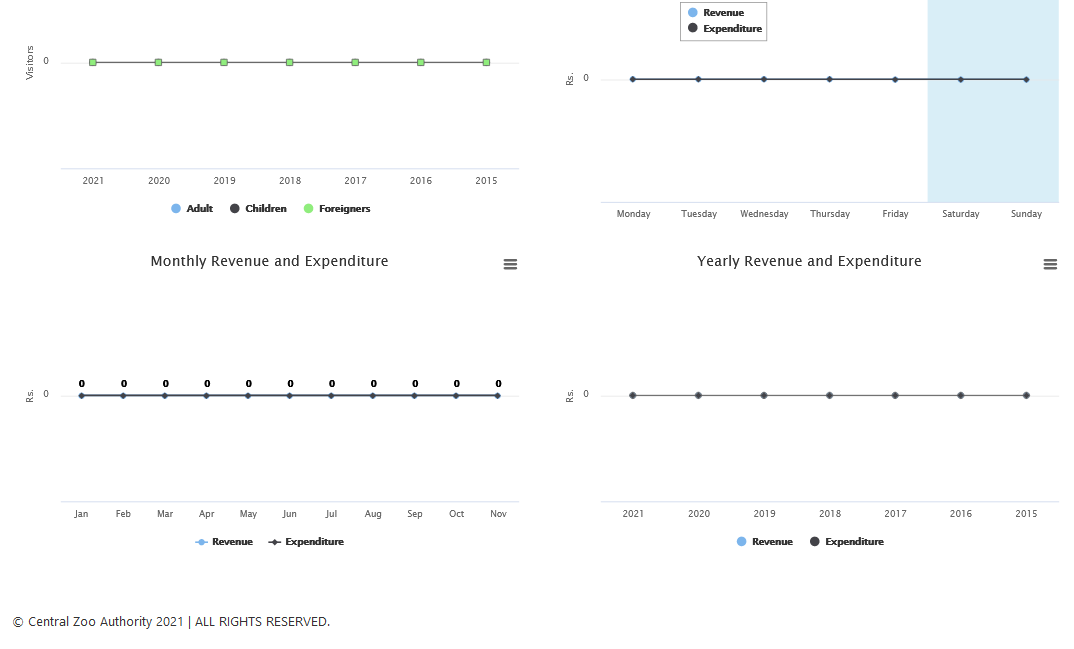 Visitors
0
2021 2020 2019 2018 2017 2016 2015
Adult Children Foreigners
Revenue
Expenditure
Rs.
0
Monday Tuesday Wednesday Thursday Friday Saturday Sunday
Monthly Revenue and Expenditure
0 0 0 0 0 0 0 0 0 0 0
Rs.
0
Jan Feb Mar Apr May Jun Jul Aug Sep Oct Nov
Revenue Expenditure
Yearly Revenue and Expenditure
Rs.
0
2021 2020 2019 2018 2017 2016 2015
Revenue Expenditure
© Central Zoo Authority 2021 | ALL RIGHTS RESERVED.